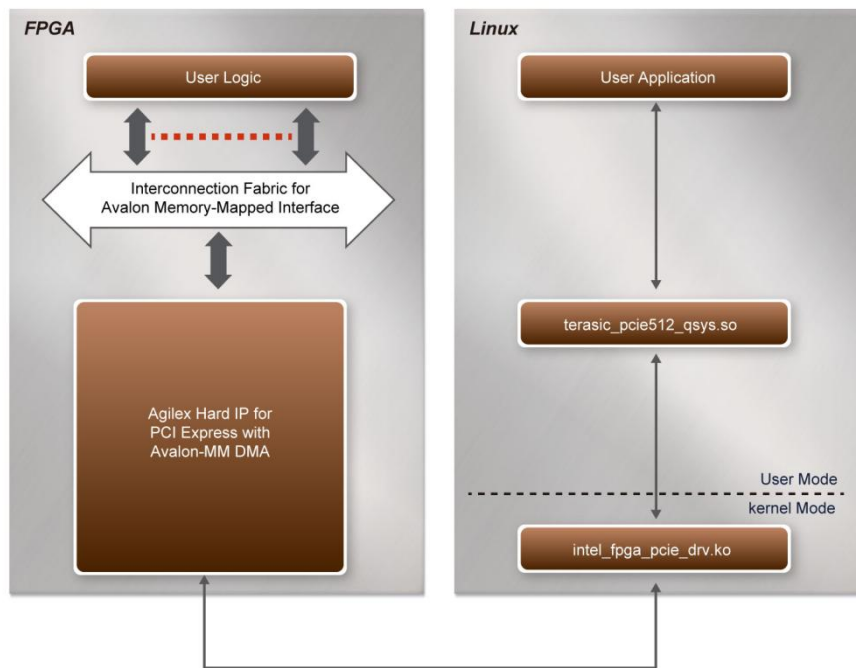 FPGA
User Logic
Interconnection Fabric for
Avalon Memory-Mapped Interface
Agilex Hard IP for
PCI Express with
Avalon-MM DMA
Linux
User Application
terasic_pcie512_qsys.so
User Mode
kernel Mode
intel_fpga_pcie_drv.ko